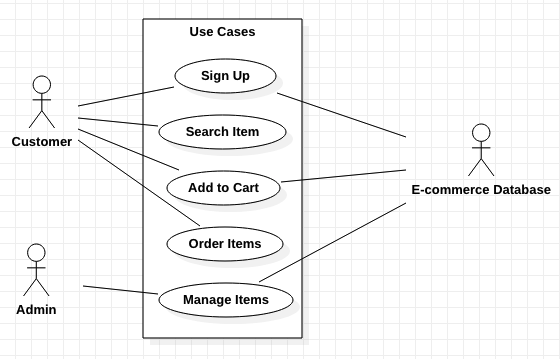 Use Cases
Sign Up
Search Item
Customer
Add to Cart
E-commerce Database
Order Items
Manage Items
Admin